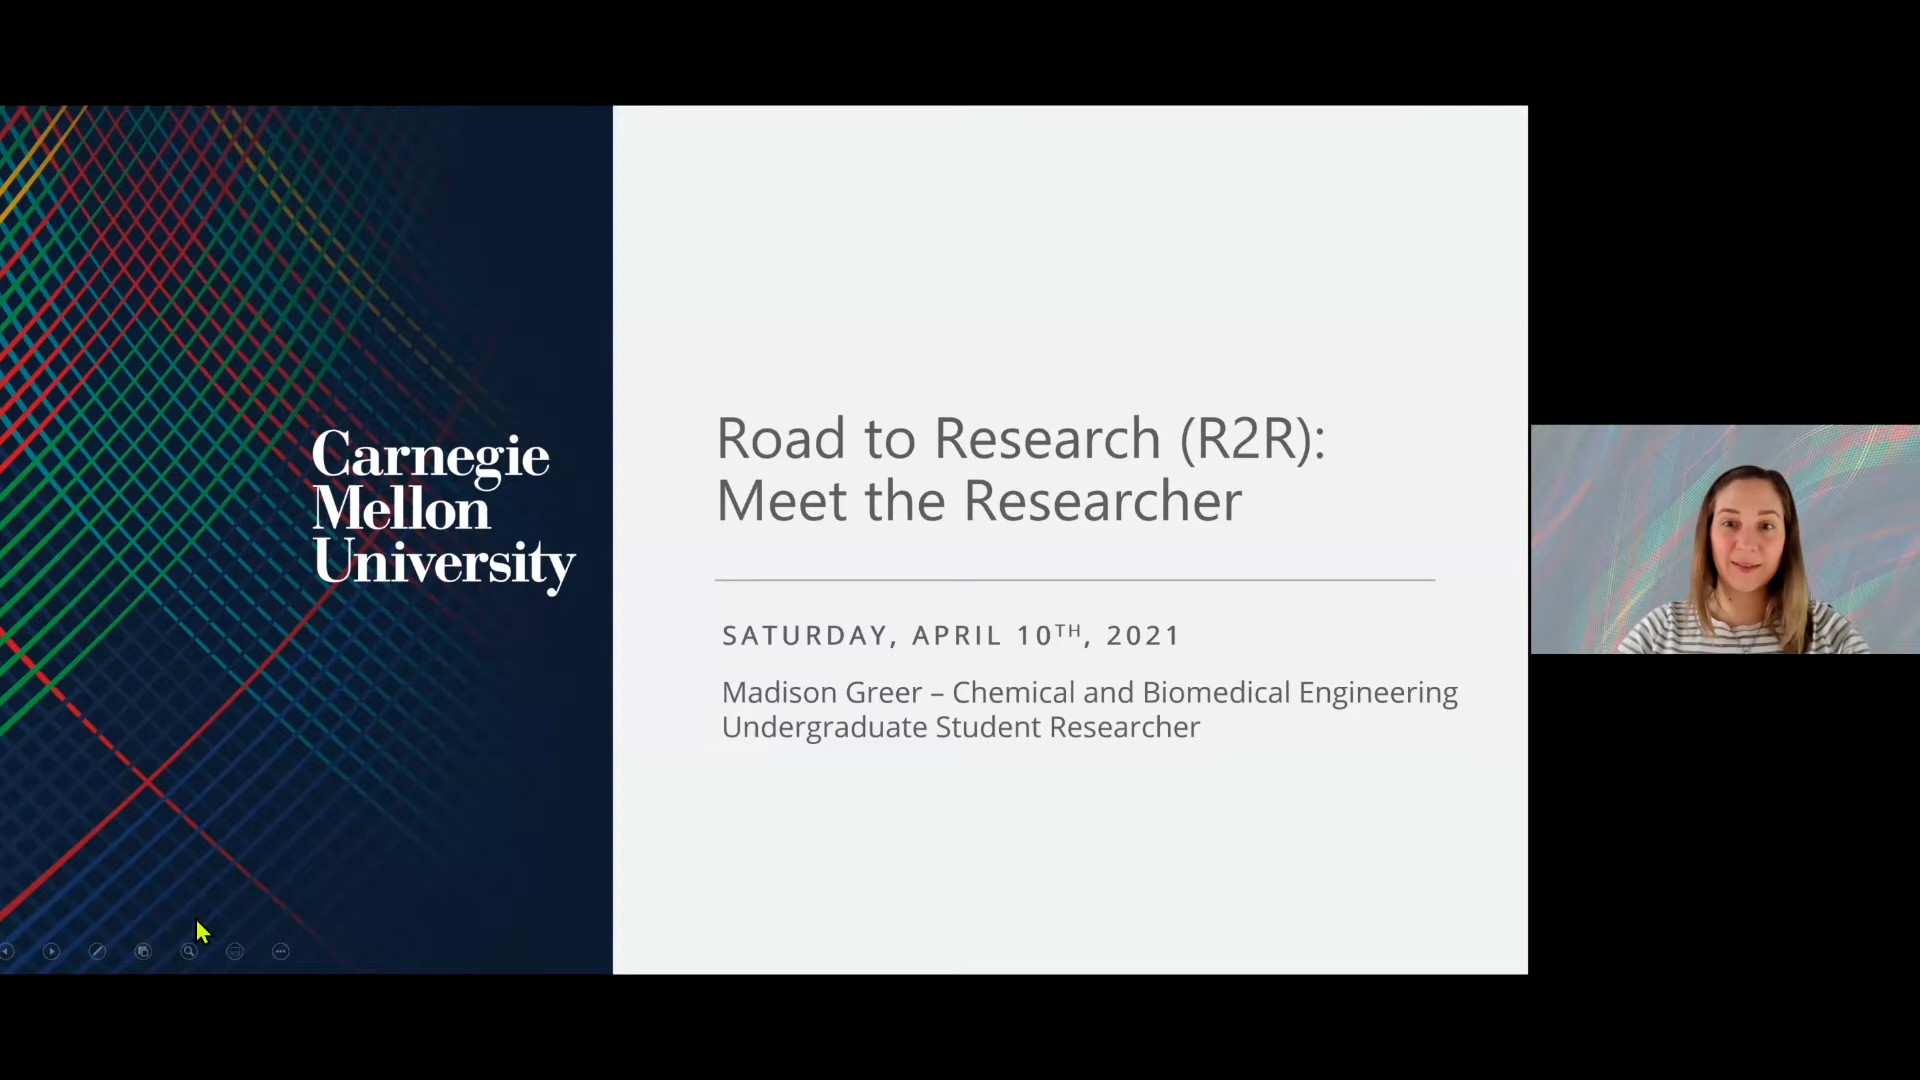 Carnegie
Mellon
University
Road to Research (R2R):
Meet the Researcher
SATURDAY, APRIL 10TH, 2021
Madison Greer – Chemical and Biomedical Engineering
Undergraduate Student Researcher